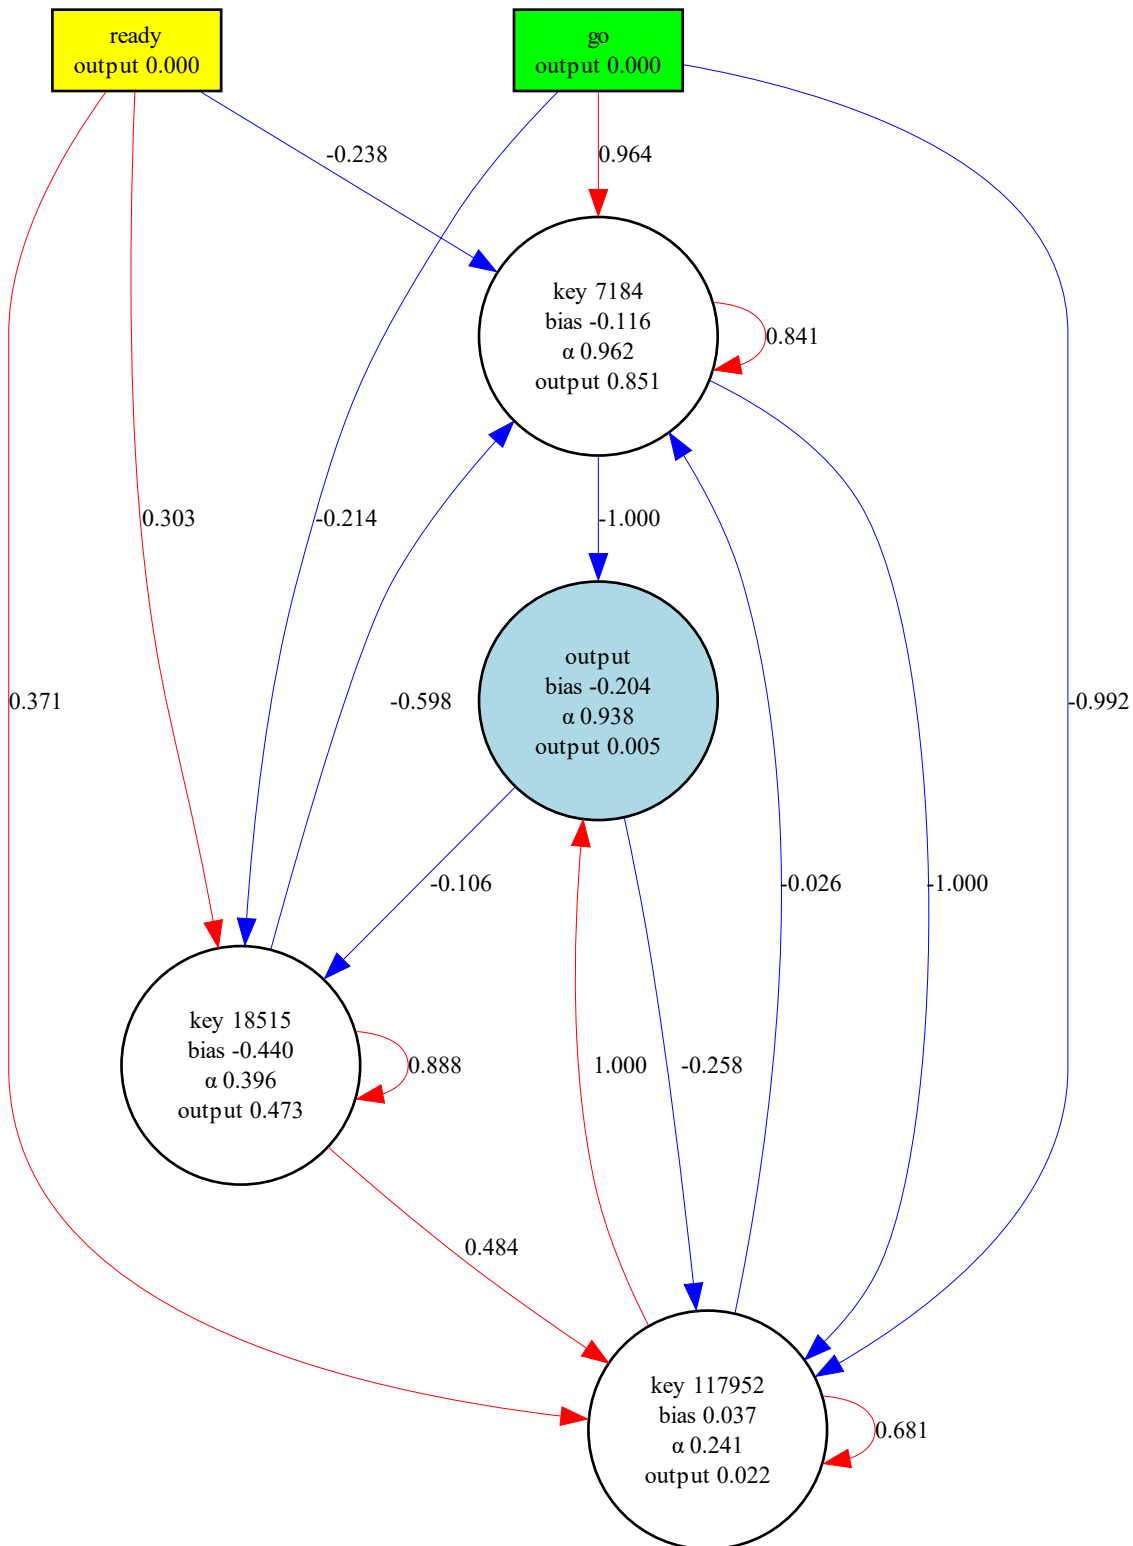 ready
output 0.000
go
output 0.000
-0.238
0.964
key 7184
bias -0.116
α 0.962
output 0.851
0.841
0.303
-0.214
-1.000
output
bias -0.204
α 0.938
output 0.005
0.371
-0.598
-0.992
-0.106
-0.026
-1.000
key 18515
bias -0.440
α 0.396
output 0.473
0.888
1.000
-0.258
0.484
key 117952
bias 0.037
α 0.241
output 0.022
0.681